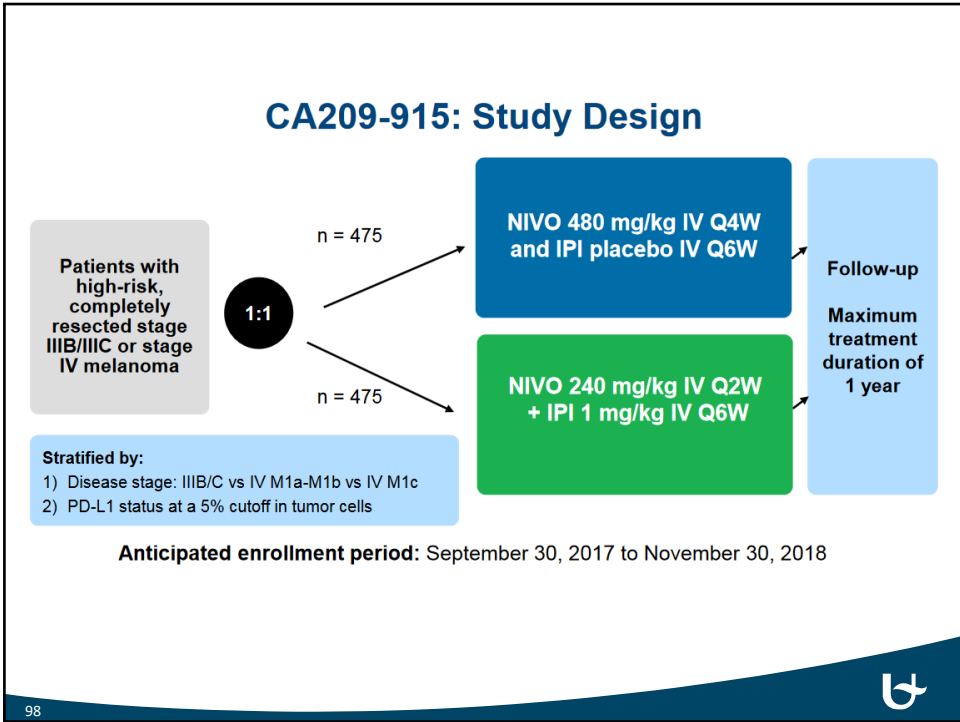 CA209-915: Study Design
Patients with
high-risk,
completely
resected stage
IIIB/IIIC or stage
IV melanoma
1:1
n = 475
n = 475
NIVO 480 mg/kg IV Q4W
and IPI placebo IV Q6W
NIVO 240 mg/kg IV Q2W
+ IPI 1 mg/kg IV Q6W
Follow-up
Maximum
treatment
duration of
1 year
Stratified by:
1) Disease stage: IIIB/C vs IV M1a-M1b vs IV M1c
2) PD-L1 status at a 5% cutoff in tumor cells
Anticipated enrollment period: September 30, 2017 to November 30, 2018
98